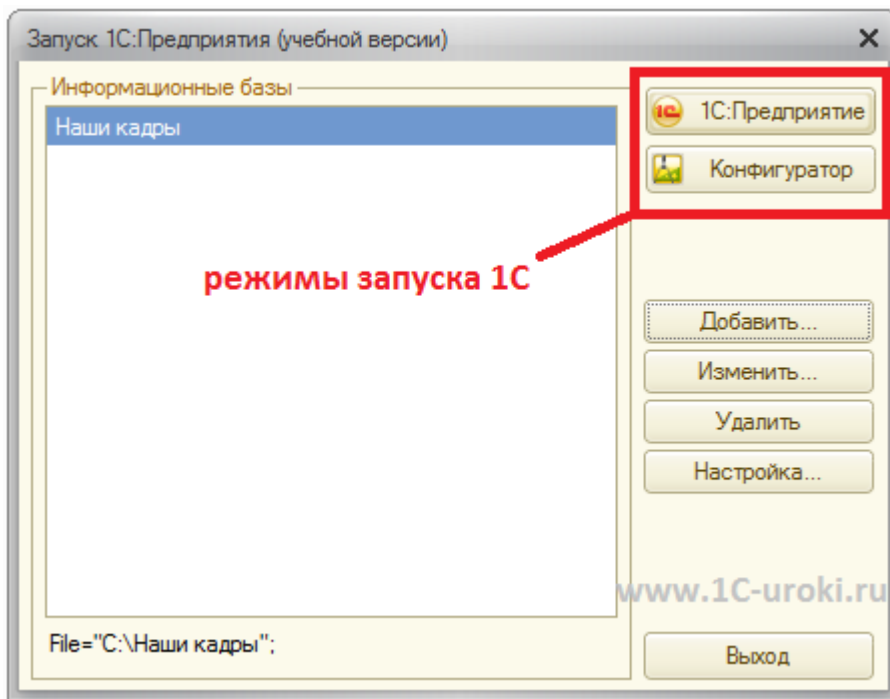 Запуск 1С:Предприятия (учебной версии)
Информационные базы
Наши кадры
1С:Предприятие
Конфигуратор
режимы запуска 1С
Добавить...
Изменить...
Удалить
Настройка...
www.1C-uroki.ru
File="C:\Наши кадры";
Выход